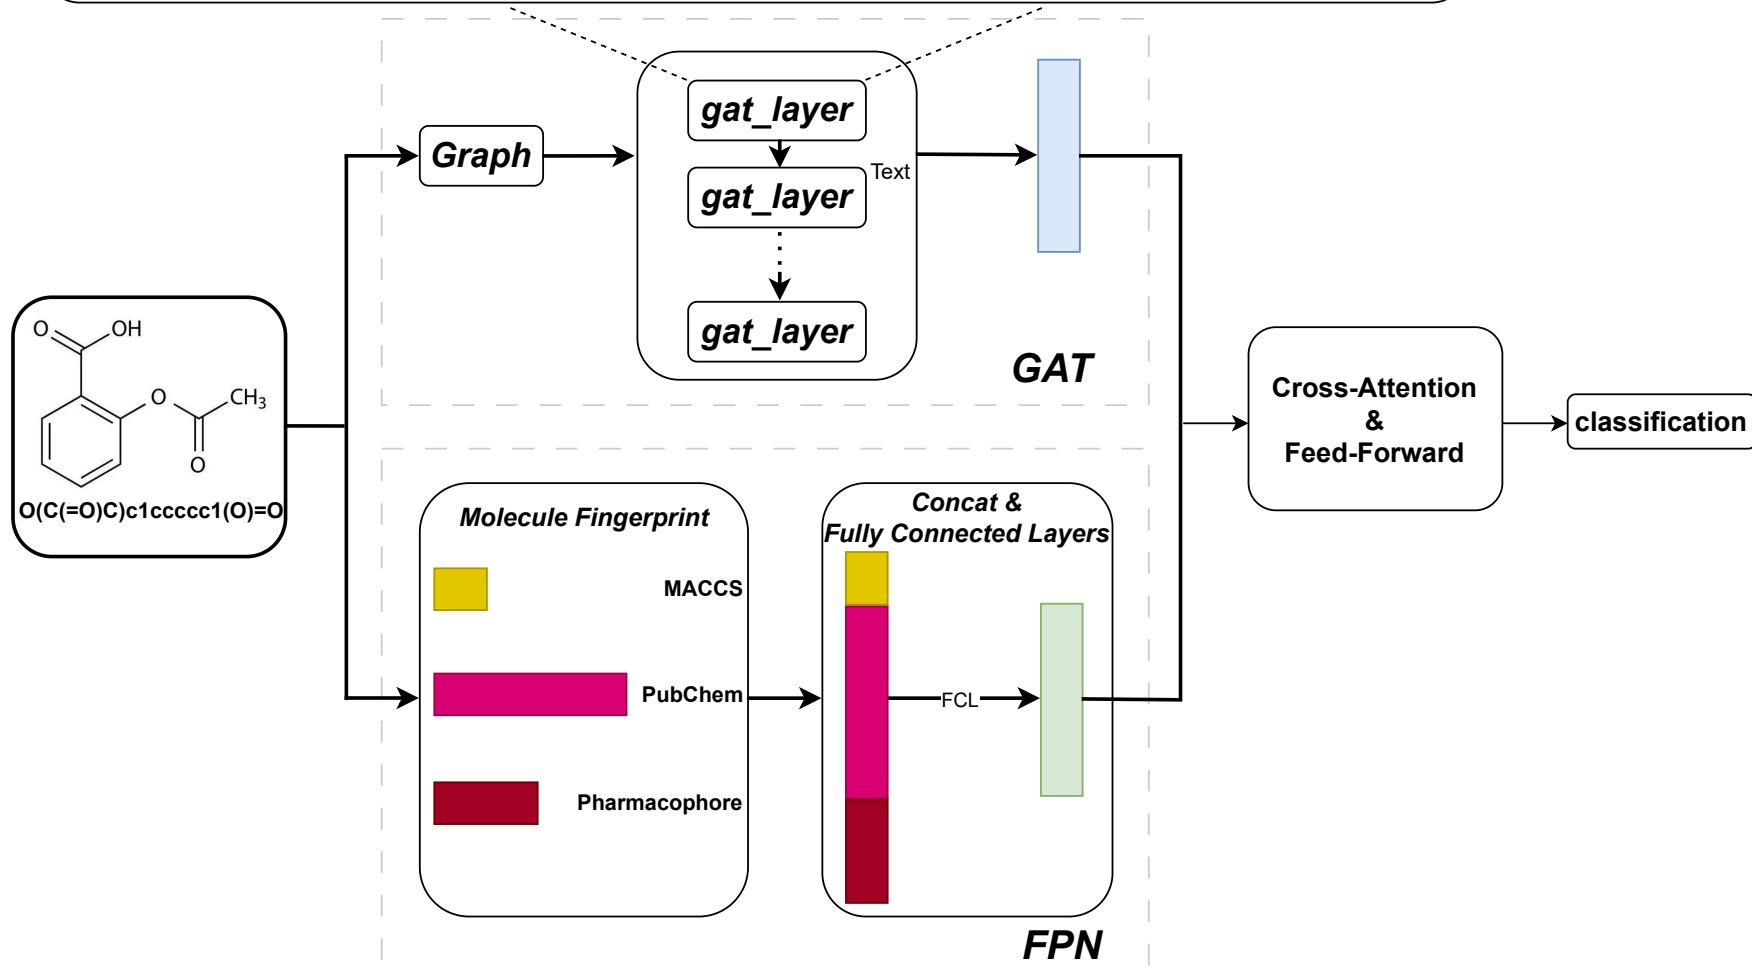 gat_layer
Graph
Text
gat_layer
gat_layer
GAT
O
OH
O
CH3
O
O(C(=O)C)c1ccccc1(O)=O
Cross-Attention
&
Feed-Forward
classification
Molecule Fingerprint
MACCS
PubChem
Pharmacophore
Concat &
Fully Connected Layers
FCL
FPN